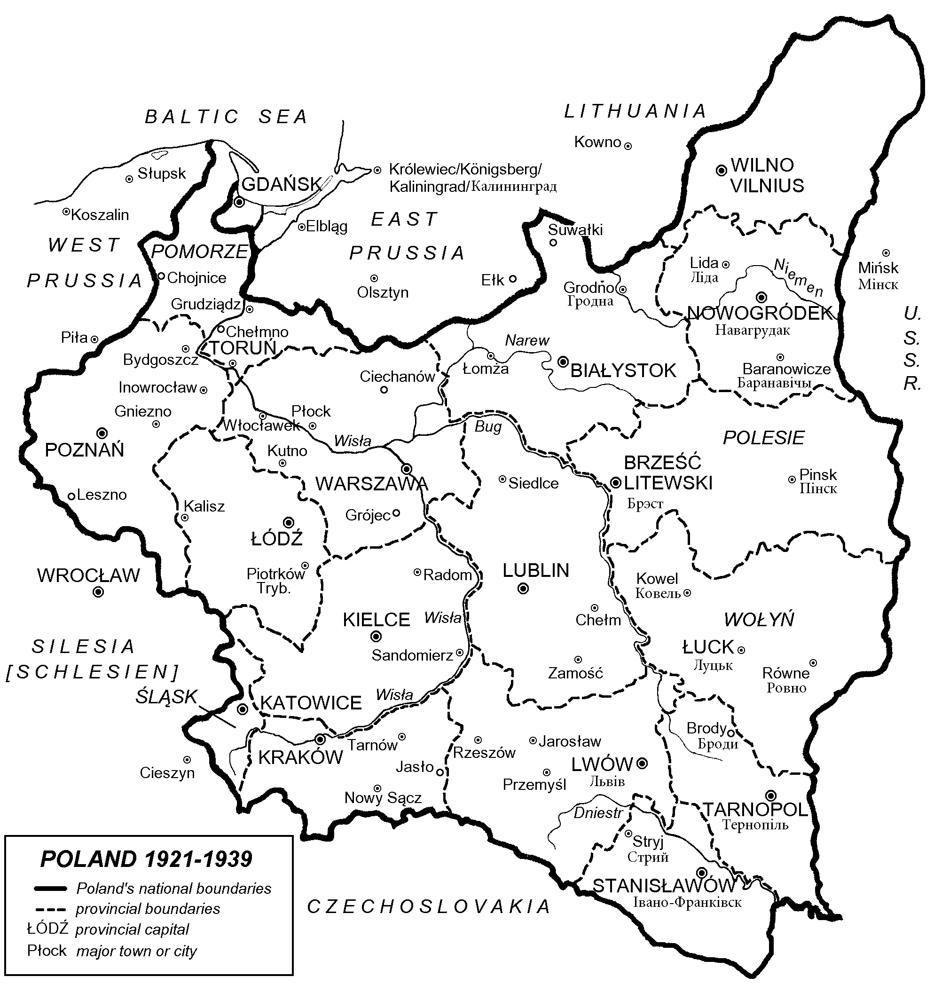 BALTIC SEA
LITHUANIA
Kowno
WILNO
VILNIUS
Słupsk
GDAŃSK
Królewiec/Königsberg/
Kaliningrad/Калининград
Koszalin
Elbląg
EAST
PRUSSIA
Suwałki
WEST
PRUSSIA
POMORZE
Chojnice
Olsztyn
Ełk
Grodno
Гродна
Lida
Ліда
Niemen
Mińsk
Мінск
U.
S.
S.
R.
Grudziądz
NOWOGRÓDEK
Навагрудак
Piła
Chełmno
TORUŃ
Bydgoszcz
Narew
Łomża
BIAŁYSTOK
Baranowicze
Баранавічы
Inowrocław
Ciechanów
Gniezno
Włocławek
Płock
Bug
POLESIE
POZNAŃ
Kutno
Wisła
WARSZAWA
Siedlce
BRZEŚĆ
LITEWSKI
Брэст
Pinsk
Пінск
Leszno
Kalisz
Grójec
ŁÓDŹ
WROCŁAW
Piotrków
Tryb.
Radom
LUBLIN
Kowel
Ковель
KIELCE
Wisła
Chełm
WOŁYŃ
SILESIA
[SCHLESIEN]
Sandomierz
Zamość
ŁUCK
Луцьк
Równe
Ровно
ŚLĄSK
KATOWICE
Wisła
Brody
Броди
KRAKÓW
Tarnów
Rzeszów
Jarosław
Cieszyn
Jasło
Przemyśl
LWÓW
Львів
Nowy Sącz
Dniestr
TARNOPOL
Тернопіль
Stryj
Стрий
STANISŁAWÓW
Івано-Франківск
CZECHOSLOVAKIA
POLAND 1921-1939
Poland's national boundaries
provincial boundaries
ŁÓDŹ provincial capital
Płock major town or city